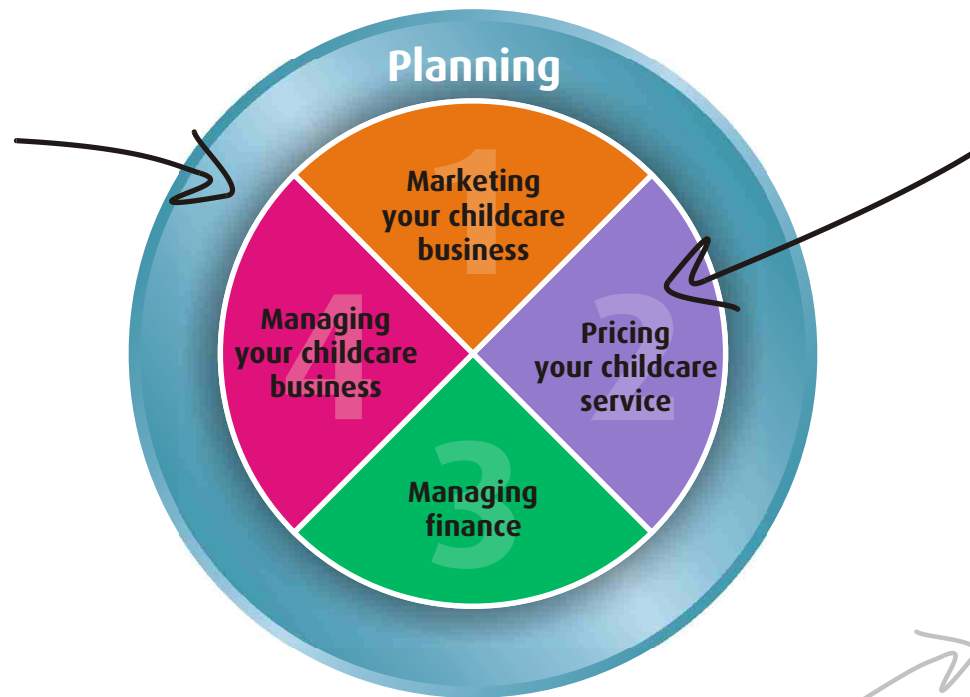 Planning
1
Marketing
your childcare
business
2
Pricing
your childcare
service
3
Managing
finance
4
Managing
your childcare
business